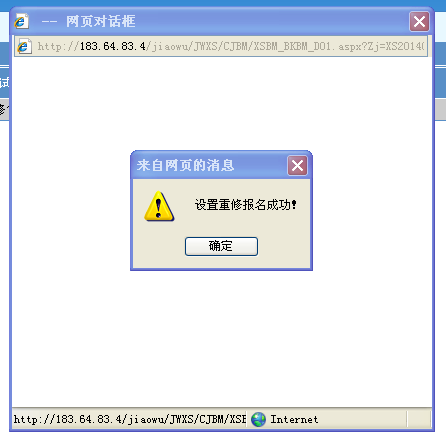 -- 网页对话框
http://183.64.83.4/jiaowu/JWXS/CJBM/XSBM_BKBM_DO1.aspx?Zj=XS2014
试
来自网页的消息
设置重修报名成功!
确定
http://183.64.83.4/jiaowu/JWXS/CJBM/XSB
Internet